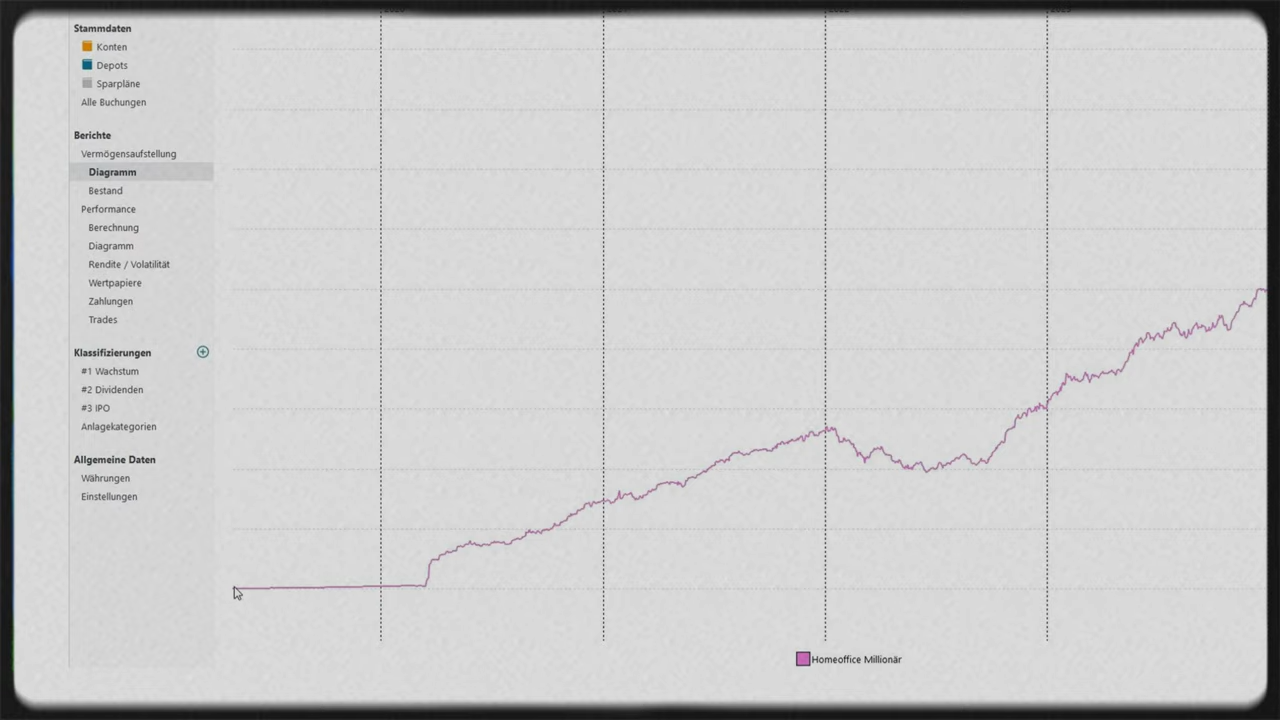 Stammdaten
Konten
Depots
Sparpläne
Alle Buchungen
Berichte
Vermögensaufstellung
Diagramm
Bestand
Performance
Berechnung
Diagramm
Rendite / Volatilität
Wertpapiere
Zahlungen
Trades
Klassifizierungen
#1 Wachstum
#2 Dividenden
#3 IPO
Anlagekategorien
Allgemeine Daten
Währungen
Einstellungen
Homeoffice Millionär